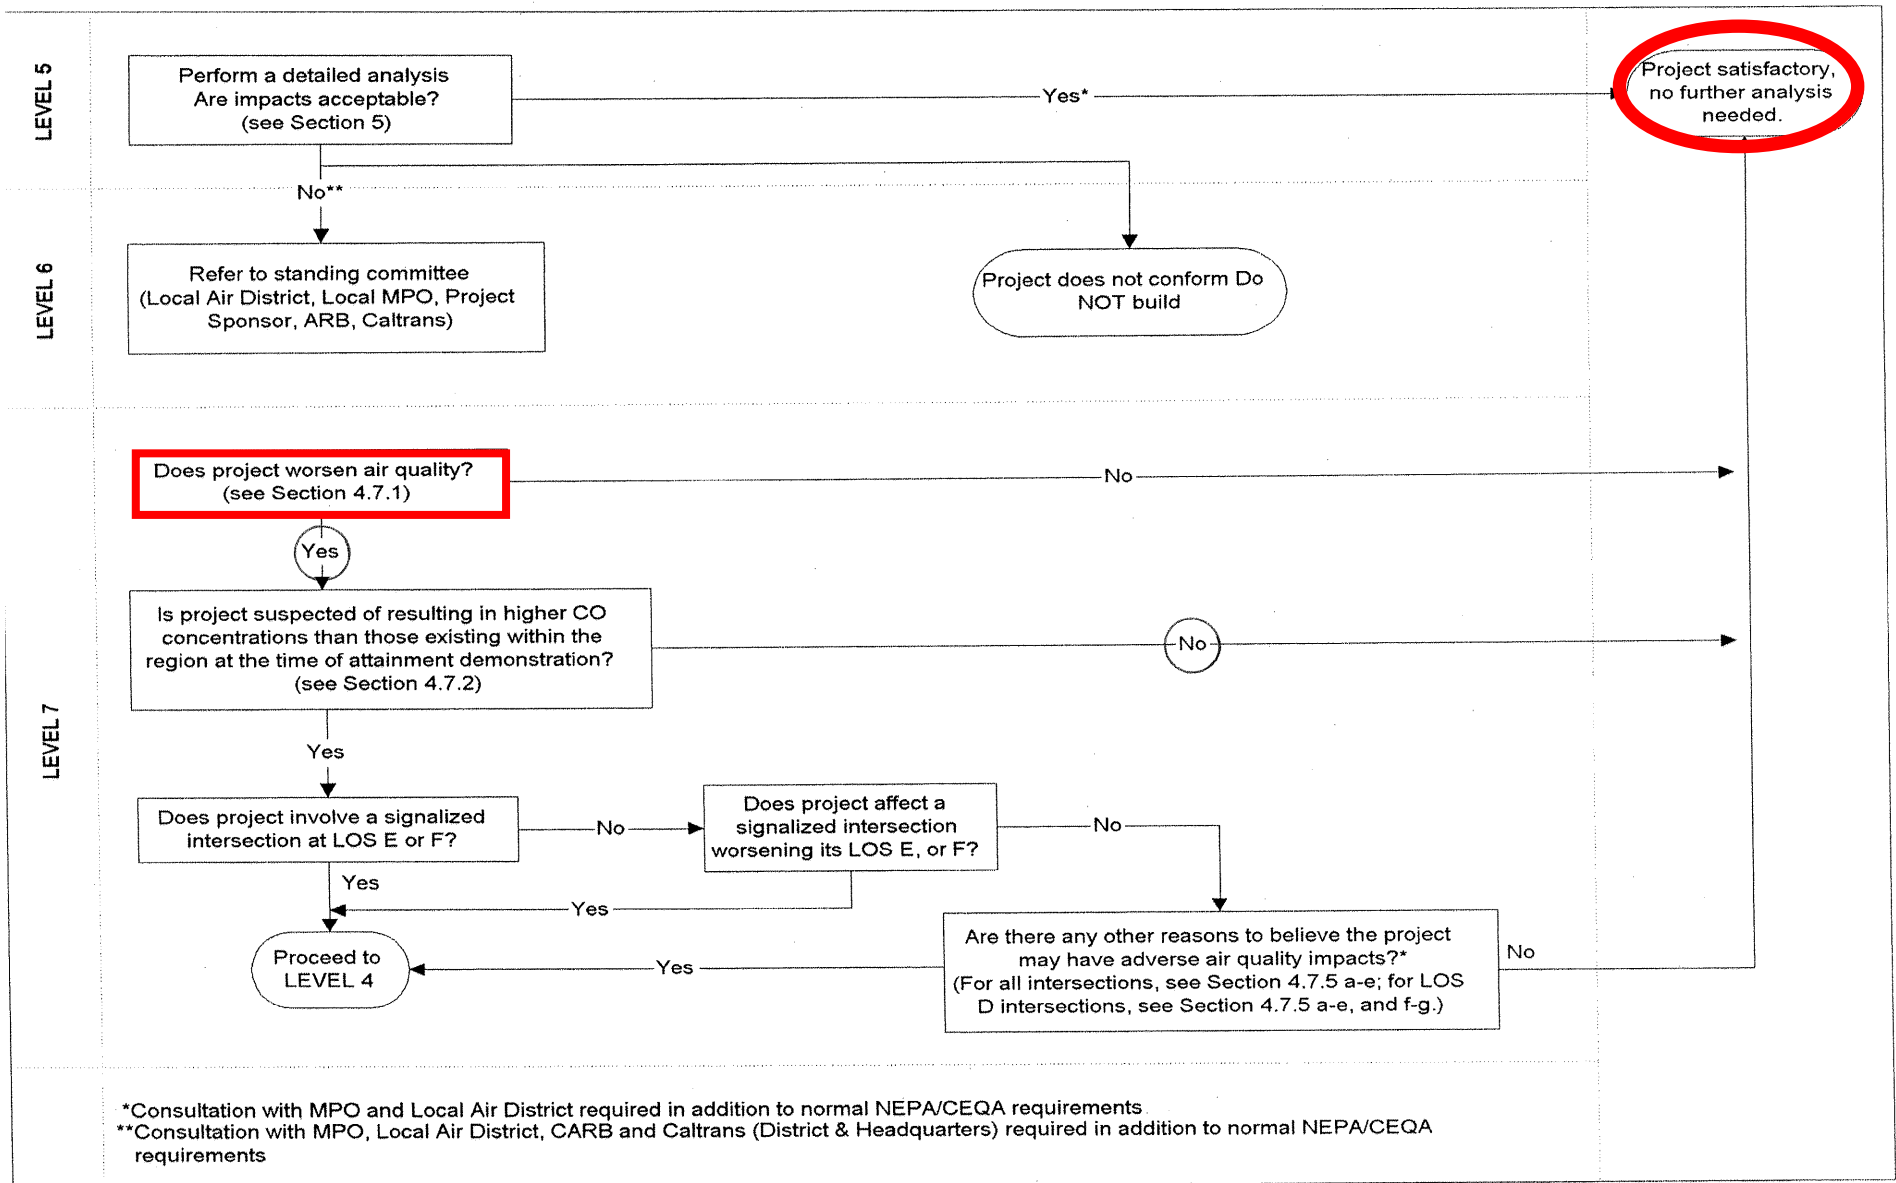 LEVEL 5
Perform a detailed analysis
Are impacts acceptable?
(see Section 5)
Yes*
Project satisfactory,
no further analysis
needed.
No**
LEVEL 6
Refer to standing committee
(Local Air District, Local MPO, Project
Sponsor, ARB, Caltrans)
Project does not conform Do
NOT build
LEVEL 7
Does project worsen air quality?
(see Section 4.7.1)
No
Yes
Is project suspected of resulting in higher CO
concentrations than those existing within the
region at the time of attainment demonstration?
(see Section 4.7.2)
No
Yes
Does project involve a signalized
intersection at LOS E or F?
No
Does project affect a
signalized intersection
worsening its LOS E, or F?
No
Yes
Yes
Proceed to
LEVEL 4
Yes
Are there any other reasons to believe the project
may have adverse air quality impacts?*
(For all intersections, see Section 4.7.5 a-e; for LOS
D intersections, see Section 4.7.5 a-e, and f-g.)
No
*Consultation with MPO and Local Air District required in addition to normal NEPA/CEQA requirements
**Consultation with MPO, Local Air District, CARB and Caltrans (District & Headquarters) required in addition to normal NEPA/CEQA
requirements